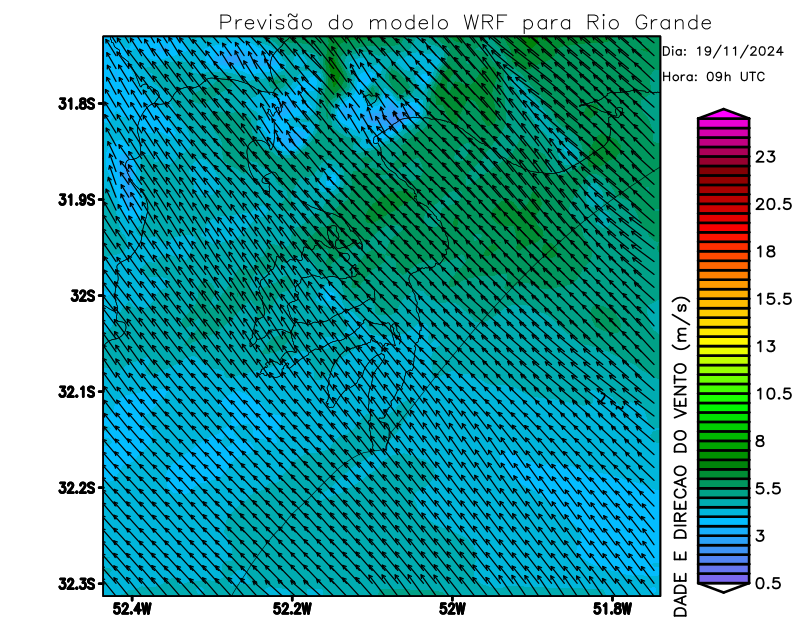 Previsão do modelo WRF para Rio Grande
Dia: 19/11/2024
Hora: 09h UTC
31.8S
31.9S
32S
32.1S
32.2S
32.3S
52.4W
52.2W
52W
51.8W
DADE E DIRECAO DO VENTO (m/s)
23
20.5
18
15.5
13
10.5
8
5.5
3
0.5